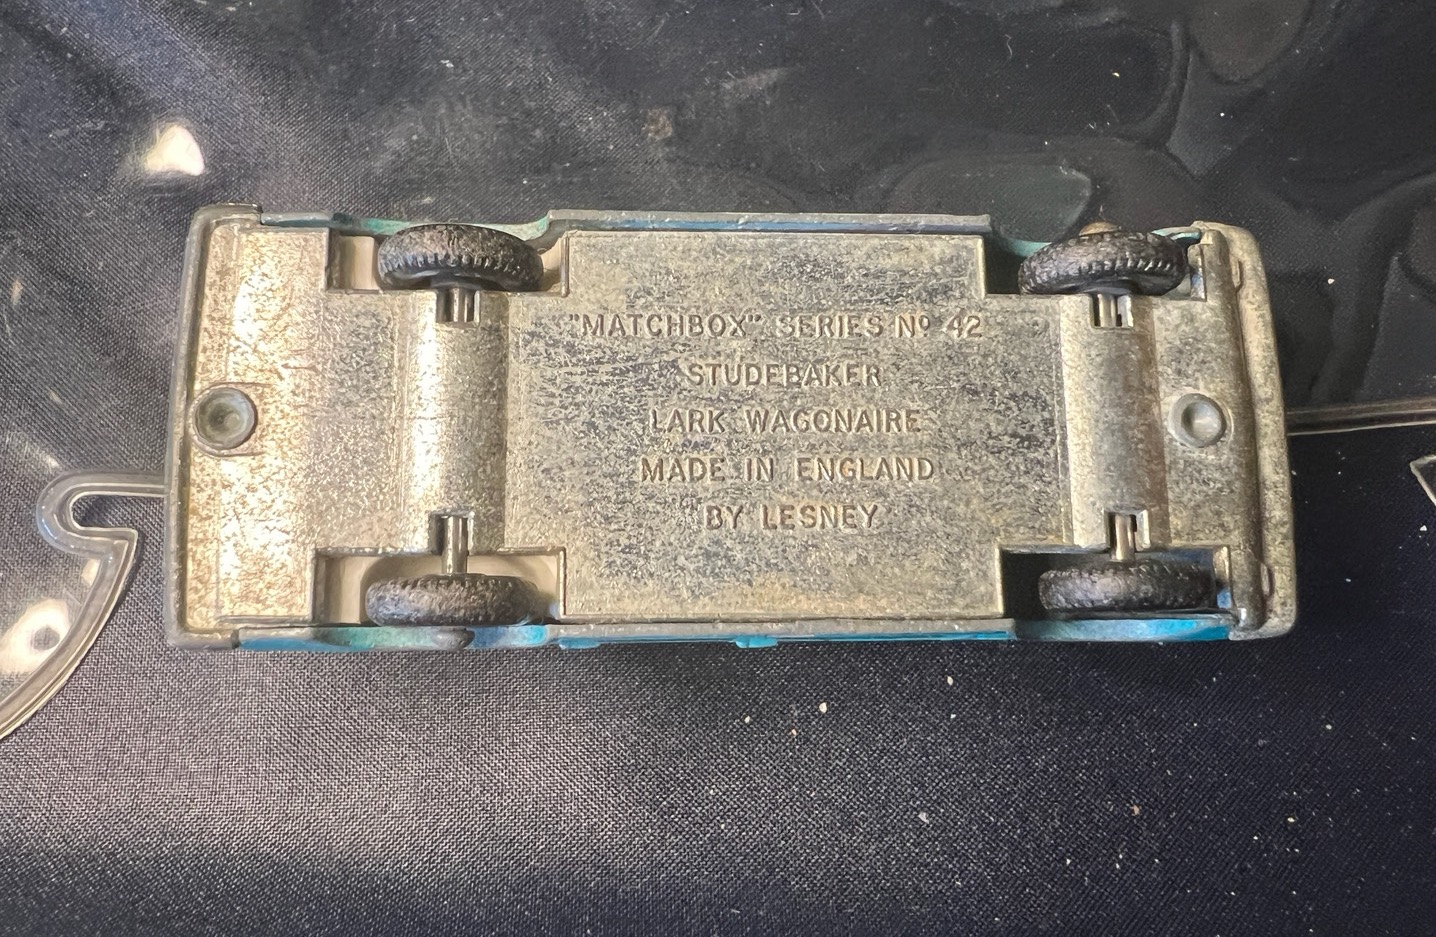 "MATCHBOX" SERIES Nº 42
STUDEBAKER
LARK WAGONAIRE
MADE IN ENGLAND
BY LESNEY